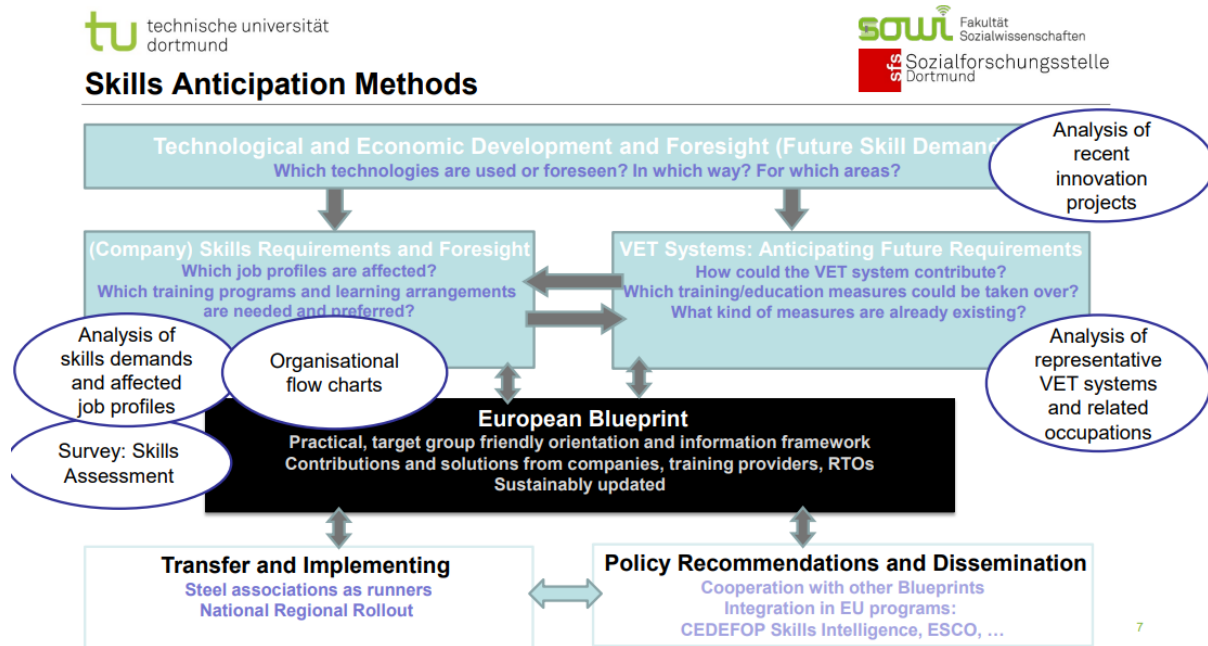 tu technische universität
dortmund
sowi Fakultät
Sozialwissenschaften
sfs Sozialforschungsstelle
Dortmund
Skills Anticipation Methods
Technological and Economic Development and Foresight (Future Skill Demand
Which technologies are used or foreseen? In which way? For which areas?
Analysis of
recent
innovation
projects
(Company) Skills Requirements and Foresight
Which job profiles are affected?
Which training programs and learning arrangements
are needed and preferred?
VET Systems: Anticipating Future Requirements
How could the VET system contribute?
Which training/education measures could be taken over?
What kind of measures are already existing?
Analysis of
skills demands
and affected
job profiles
Organisational
flow charts
Analysis of
representative
VET systems
and related
occupations
Survey: Skills
Assessment
European Blueprint
Practical, target group friendly orientation and information framework
Contributions and solutions from companies, training providers, RTOs
Sustainably updated
Transfer and Implementing
Steel associations as runners
National Regional Rollout
Policy Recommendations and Dissemination
Cooperation with other Blueprints
Integration in EU programs:
CEDEFOP Skills Intelligence, ESCO, …
7